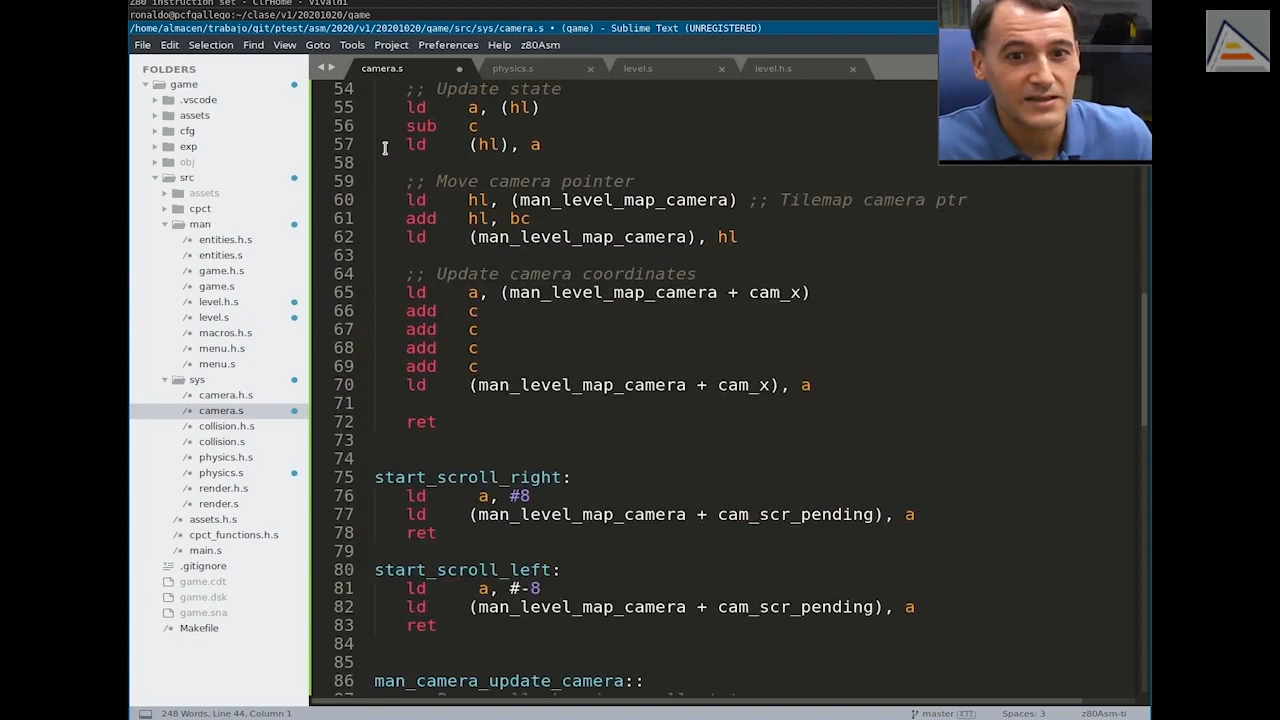 Z80 instruction set - ClrHome - Vivaldi
ronaldo@pcfgallego:~/clase/v1/20201020/game
/home/almacen/trabajo/git/ptest/asm/2020/v1/20201020/game/src/sys/camera.s • (game) - Sublime Text (UNREGISTERED)
File Edit Selection Find View Goto Tools Project Preferences Help z80Asm
FOLDERS
game
.vscode
assets
cfg
exp
obj
src
assets
cpct
man
entities.h.s
entities.s
game.h.s
game.s
level.h.s
level.s
macros.h.s
menu.h.s
menu.s
sys
camera.h.s
camera.s
collision.h.s
collision.s
physics.h.s
physics.s
render.h.s
render.s
assets.h.s
cpct_functions.h.s
main.s
.gitignore
game.cdt
game.dsk
game.sna
Makefile
camera.s physics.s level.s level.h.s
54 ;; Update state
55 ld a, (hl)
56 sub c
57 ld (hl), a
58
59 ;; Move camera pointer
60 ld hl, (man_level_map_camera) ;; Tilemap camera ptr
61 add hl, bc
62 ld (man_level_map_camera), hl
63
64 ;; Update camera coordinates
65 ld a, (man_level_map_camera + cam_x)
66 add c
67 add c
68 add c
69 add c
70 ld (man_level_map_camera + cam_x), a
71
72 ret
73
74
75 start_scroll_right:
76 ld a, #8
77 ld (man_level_map_camera + cam_scr_pending), a
78 ret
79
80 start_scroll_left:
81 ld a, #-8
82 ld (man_level_map_camera + cam_scr_pending), a
83 ret
84
85
86 man_camera_update_camera::
248 Words, Line 44, Column 1 master 431 Spaces: 3 z80Asm-ti